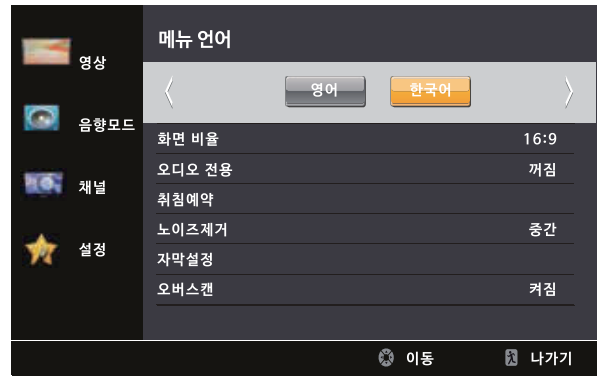 메뉴 언어
영상
음향모드
채널
설정
영어 한국어
화면 비율 16:9
오디오 전용 꺼짐
취침예약
노이즈제거 중간
자막설정
오버스캔 켜짐
이동 나가기